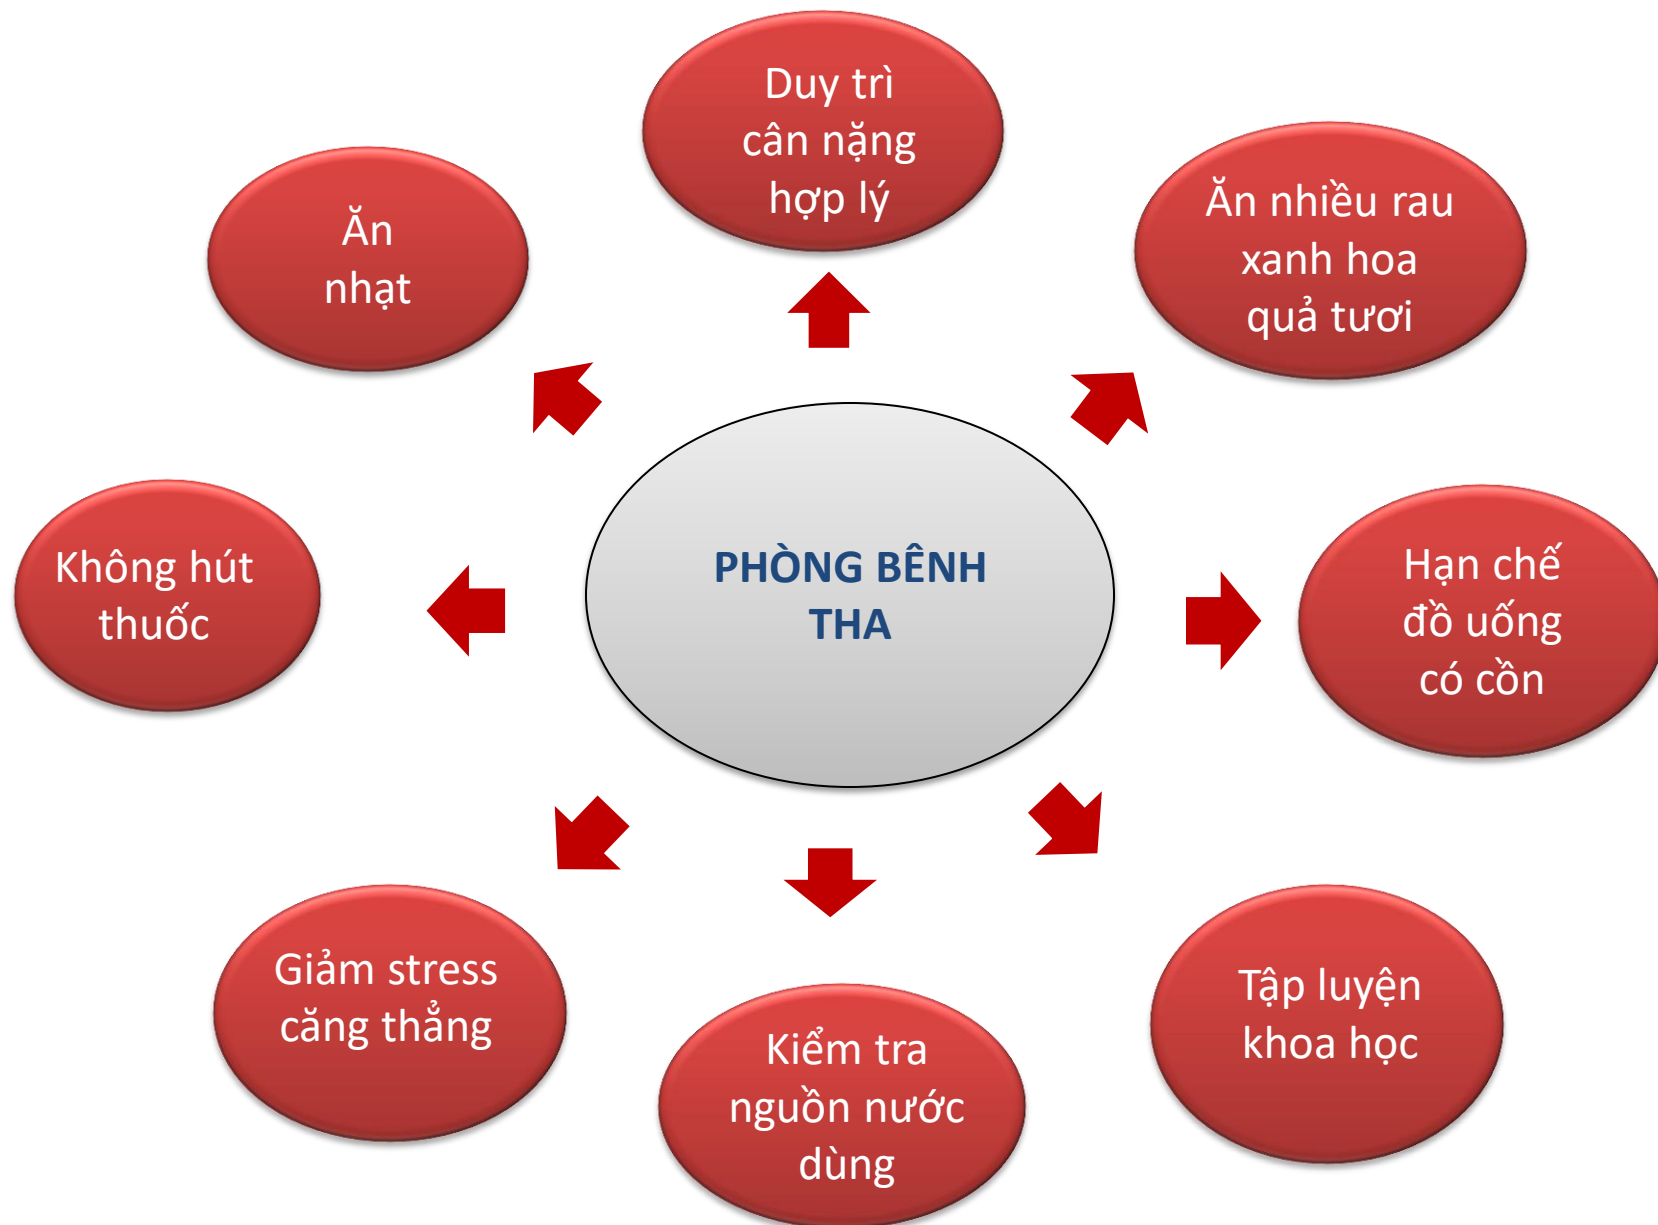 Duy trì
cân nặng
hợp lý
Ăn nhiều rau
xanh hoa
quả tươi
Ăn
nhạt
PHÒNG BÊNH
THA
Không hút
thuốc
Hạn chế
đồ uống
có cồn
Giảm stress
căng thẳng
Kiểm tra
nguồn nước
dùng
Tập luyện
khoa học